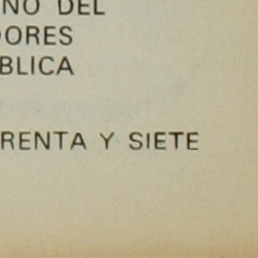 NO DEL
DORES
BLICA
RENTA Y SIETE